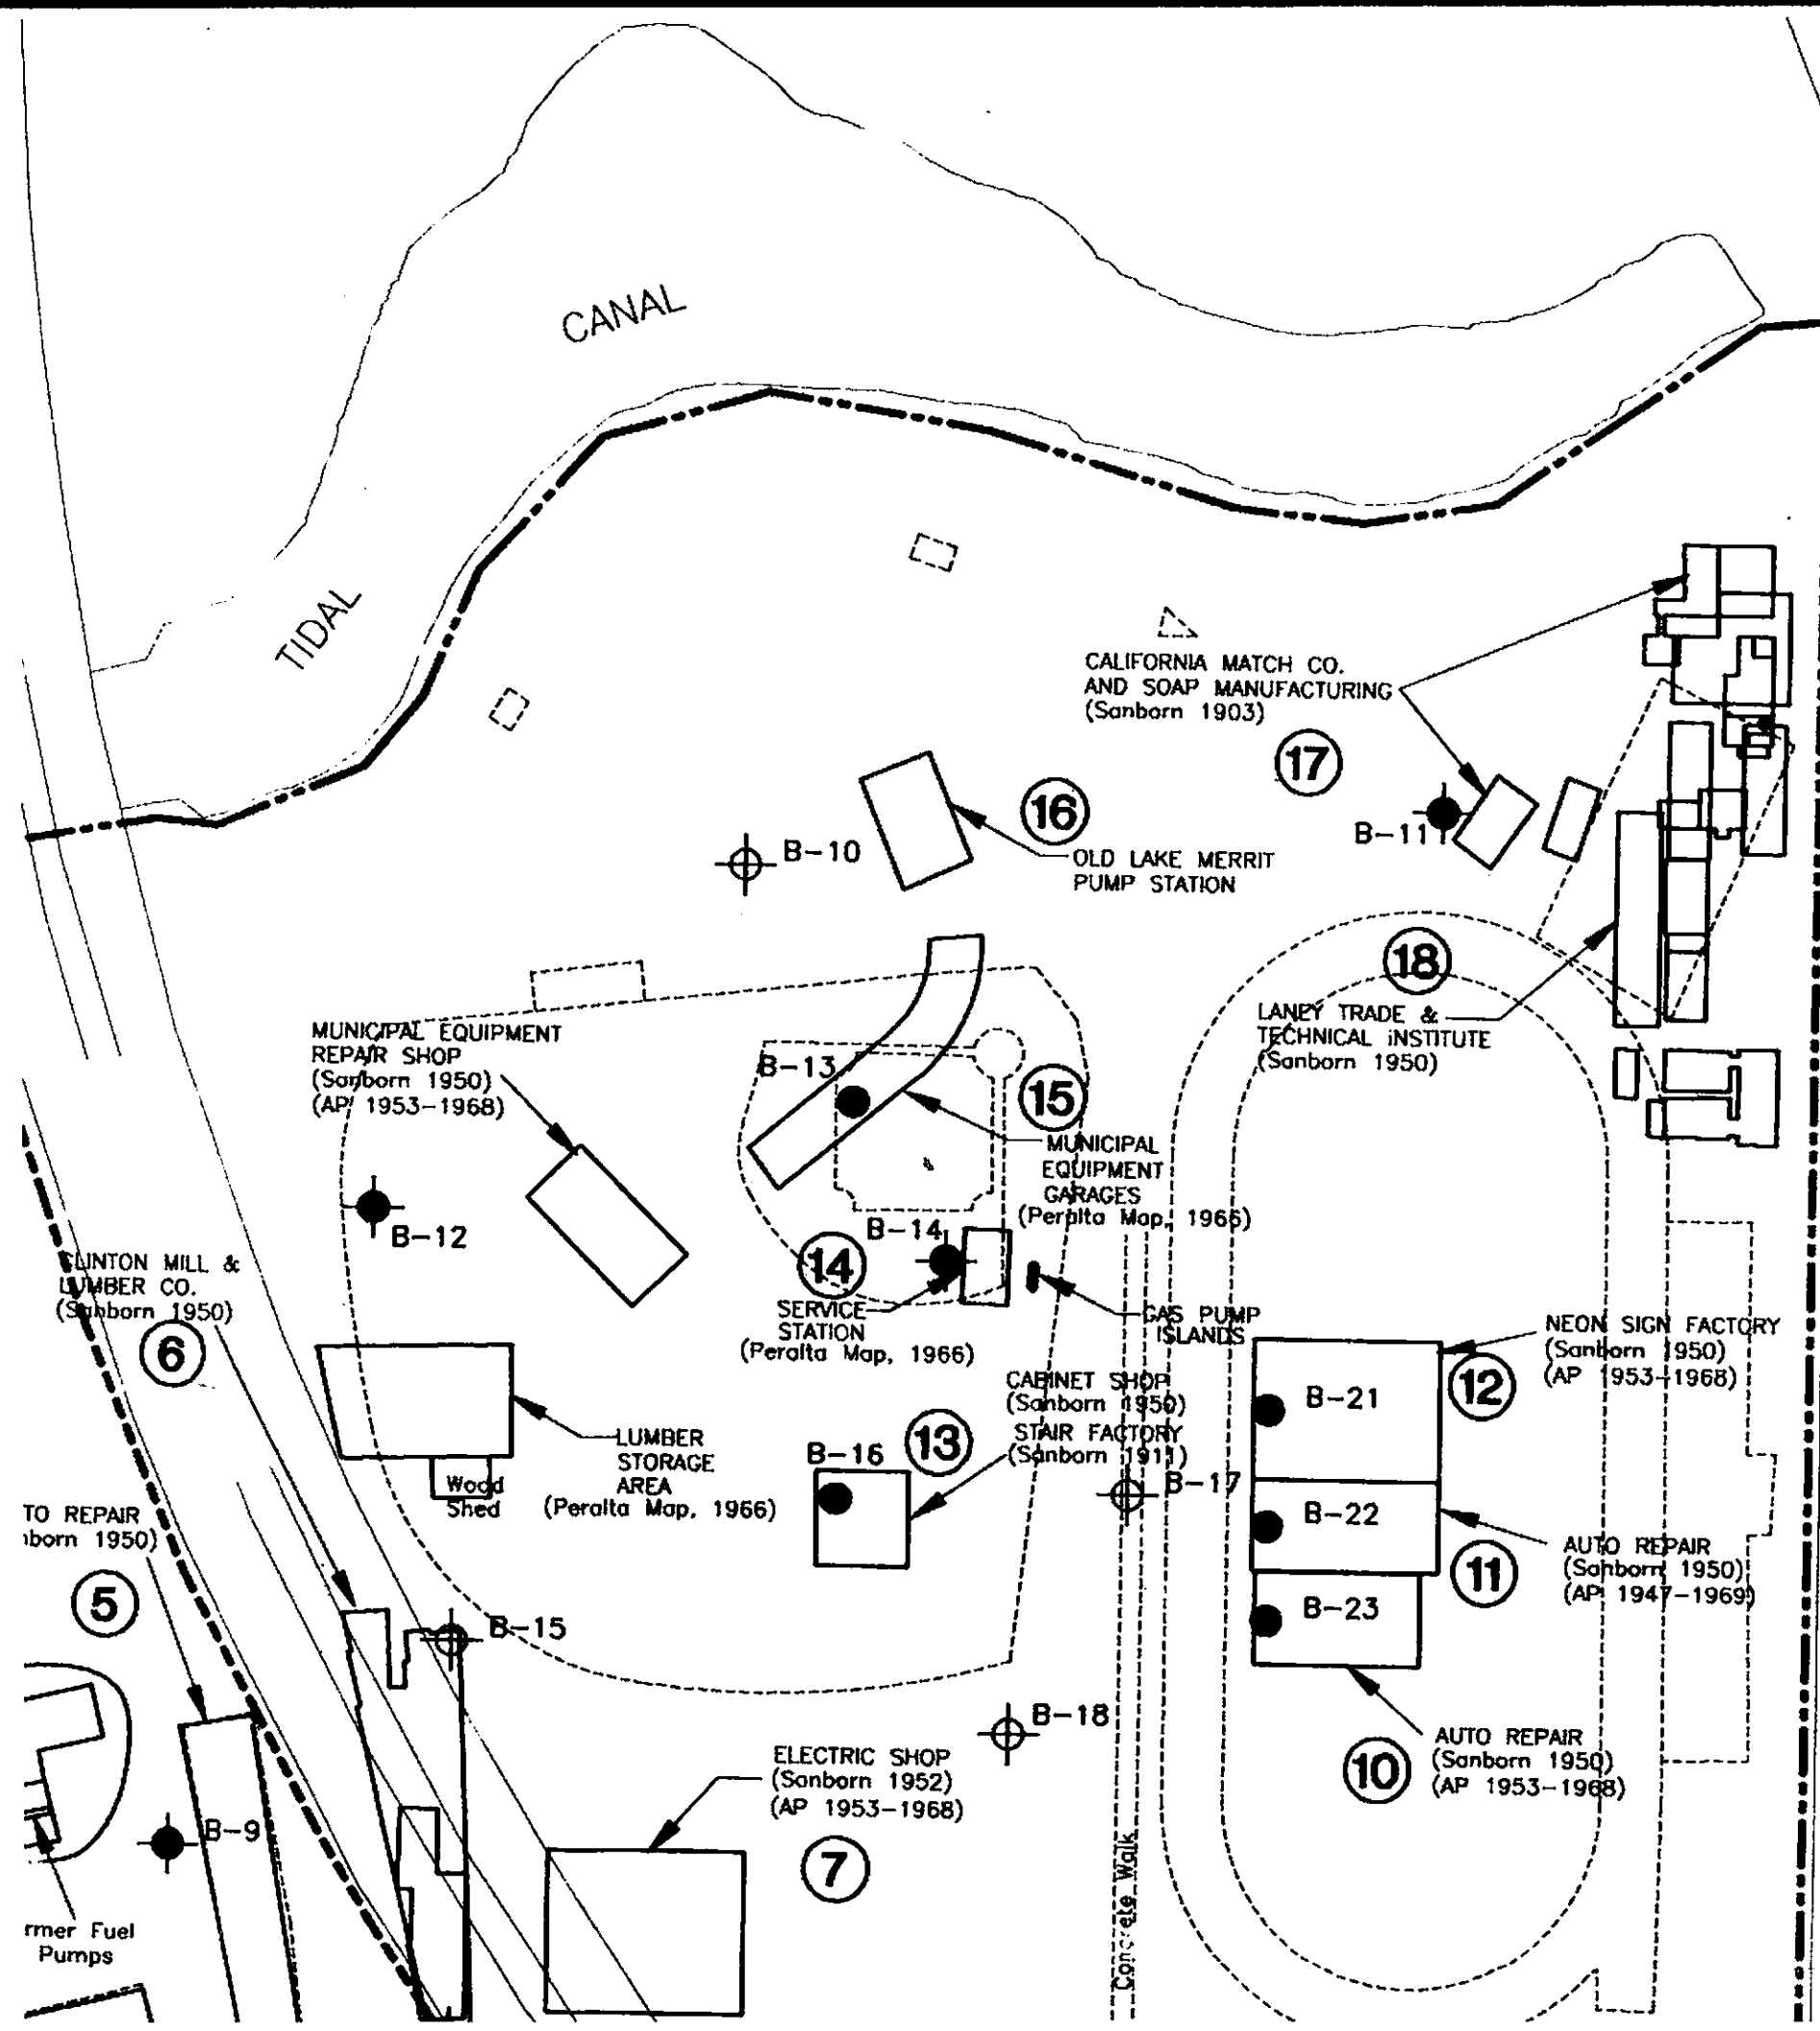 CANAL
TIDAL
CALIFORNIA MATCH CO.
AND SOAP MANUFACTURING
(Sanborn 1903)
17
16
B-10
B-11
OLD LAKE MERRIT
PUMP STATION
18
LANEY TRADE &
TECHNICAL INSTITUTE
(Sanborn 1950)
MUNICIPAL EQUIPMENT
REPAIR SHOP
(Sanborn 1950)
(AP 1953-1968)
B-13
15
MUNICIPAL
EQUIPMENT
GARAGES
(Peralta Map, 1966)
B-12
B-14
14
SERVICE
STATION
(Peralta Map, 1966)
GAS PUMP
ISLANDS
CLINTON MILL &
LUMBER CO.
(Sanborn 1950)
6
NEON SIGN FACTORY
(Sanborn 1950)
(AP 1953-1968)
12
B-21
CABINET SHOP
(Sanborn 1950)
STAIR FACTORY
(Sanborn 1911)
13
B-16
LUMBER
STORAGE
AREA
(Peralta Map, 1966)
Wood
Shed
B-17
B-22
AUTO REPAIR
(Sanborn 1950)
(AP 1947-1969)
11
TO REPAIR
nborn 1950)
5
B-23
B-15
B-18
AUTO REPAIR
(Sanborn 1950)
(AP 1953-1968)
10
ELECTRIC SHOP
(Sanborn 1952)
(AP 1953-1968)
7
B-9
Concrete Walk
rmer Fuel
Pumps